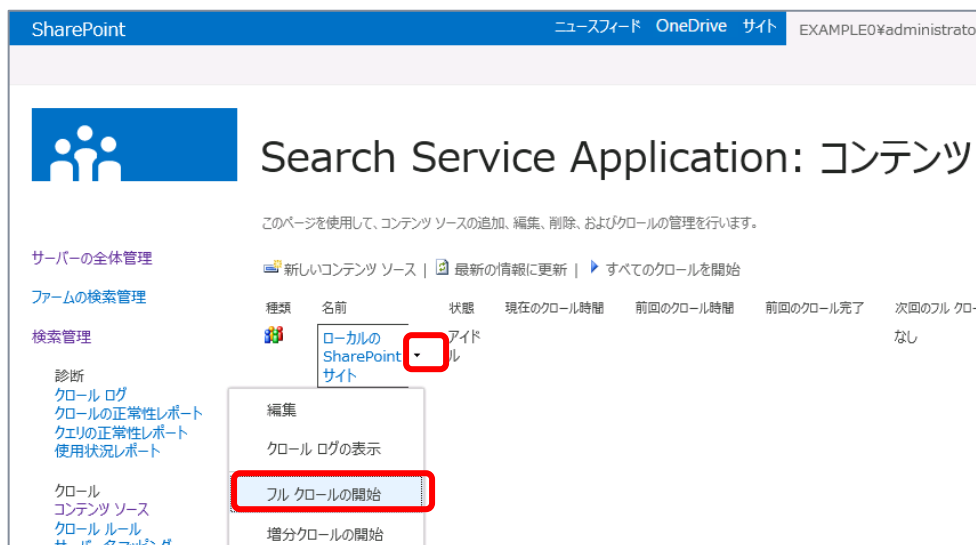 SharePoint
ニュースフィード OneDrive サイト EXAMPLE0¥administrato
Search Service Application: コンテンツ
このページを使用して、コンテンツ ソースの追加、編集、削除、およびクロールの管理を行います。
新しいコンテンツ ソース | 最新の情報に更新 | すべてのクロールを開始
種類 名前 状態 現在のクロール時間 前回のクロール時間 前回のクロール完了 次回のフル クロー
ローカルの
SharePoint
サイト
アイド
ル
なし
サーバーの全体管理
ファームの検索管理
検索管理
診断
クロール ログ
クロールの正常性レポート
クエリの正常性レポート
使用状況レポート
クロール
コンテンツ ソース
クロール ルール
編集
クロール ログの表示
フル クロールの開始
増分クロールの開始